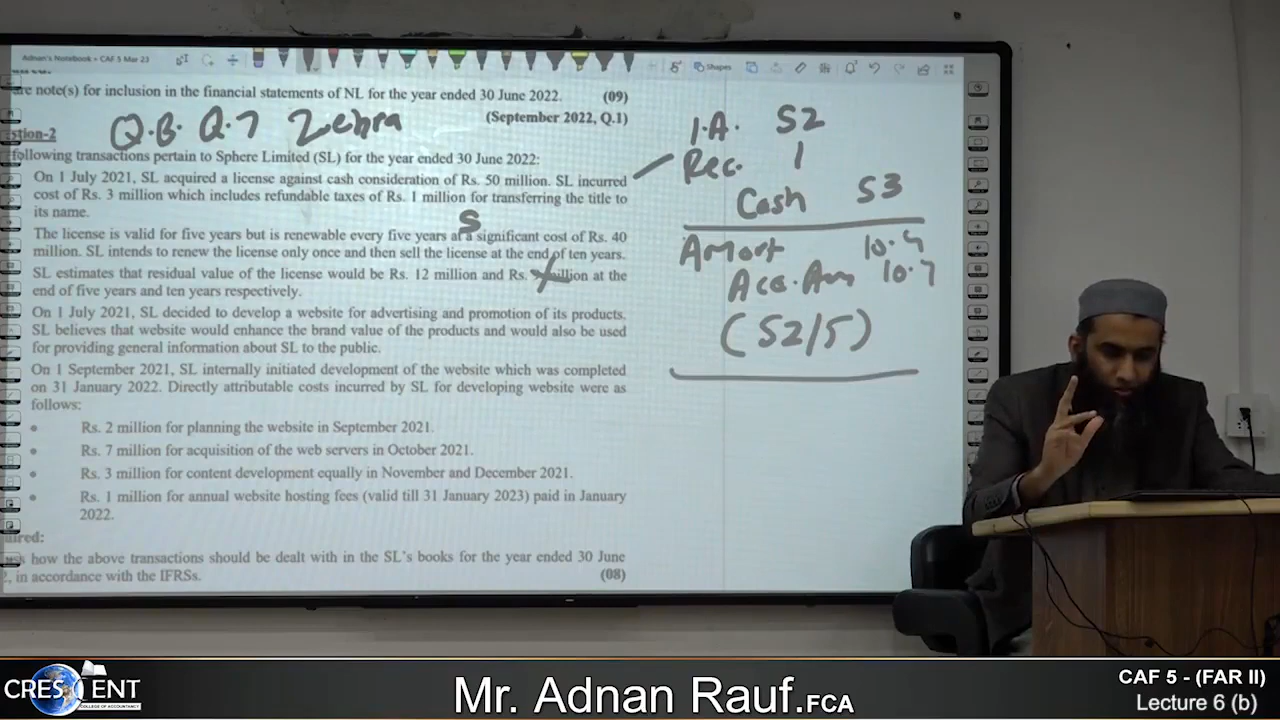 Adnan's Notebook • CAF 5 Mar 23
Shapes
are note(s) for inclusion in the financial statements of NL for the year ended 30 June 2022. (09)
(September 2022, Q.1)
Q.B. Q.7 Zehra
stion-2
following transactions pertain to Sphere Limited (SL) for the year ended 30 June 2022:
On 1 July 2021, SL acquired a license against cash consideration of Rs. 50 million. SL incurred
cost of Rs. 3 million which includes refundable taxes of Rs. 1 million for transferring the title to
its name.
S
The license is valid for five years but is renewable every five years at a significant cost of Rs. 40
million. SL intends to renew the license only once and then sell the license at the end of ten years.
SL estimates that residual value of the license would be Rs. 12 million and Rs. million at the
end of five years and ten years respectively.
On 1 July 2021, SL decided to develop a website for advertising and promotion of its products.
SL believes that website would enhance the brand value of the products and would also be used
for providing general information about SL to the public.
On 1 September 2021, SL internally initiated development of the website which was completed
on 31 January 2022. Directly attributable costs incurred by SL for developing website were as
follows:
• Rs. 2 million for planning the website in September 2021.
• Rs. 7 million for acquisition of the web servers in October 2021.
• Rs. 3 million for content development equally in November and December 2021.
• Rs. 1 million for annual website hosting fees (valid till 31 January 2023) paid in January
2022.
uired:
uss how the above transactions should be dealt with in the SL's books for the year ended 30 June
2, in accordance with the IFRSs. (08)
I.A. 52
Rec. 1
Cash 53
Amort 10.4
Acc. Am
(52/5)
CRESCENT
COLLEGE OF ACCOUNTANCY
Mr. Adnan Rauf.FCA
CAF 5 - (FAR II)
Lecture 6 (b)